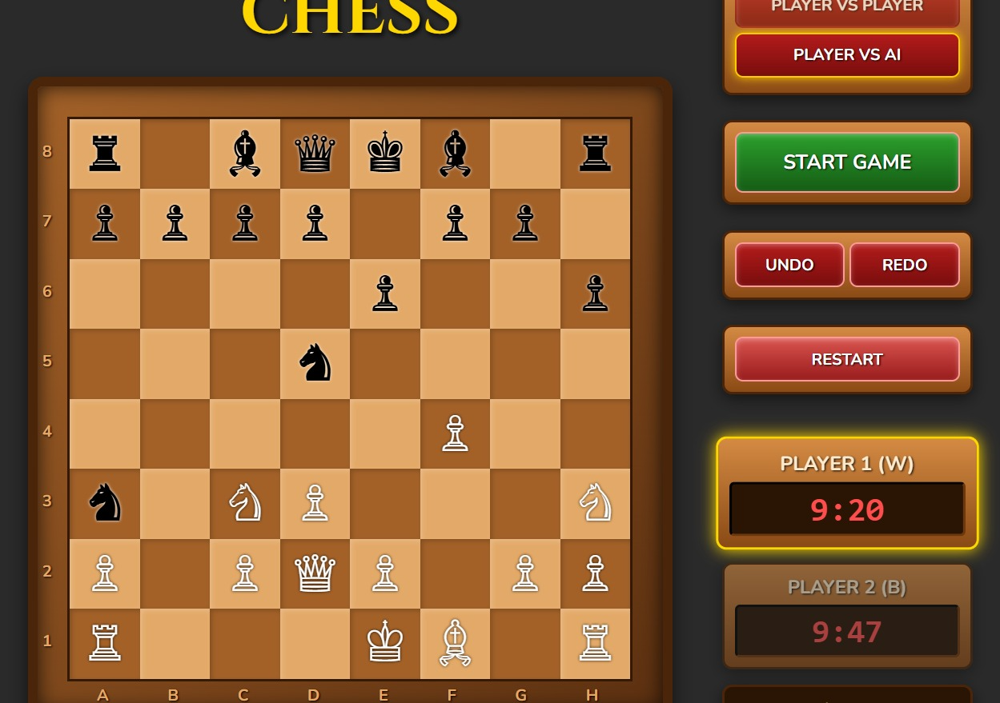 CHESS
PLAYER VS PLAYER
PLAYER VS AI
START GAME
UNDO REDO
RESTART
PLAYER 1 (W)
9:20
PLAYER 2 (B)
9:47
8
7
6
5
4
3
2
1
A B C D E F G H